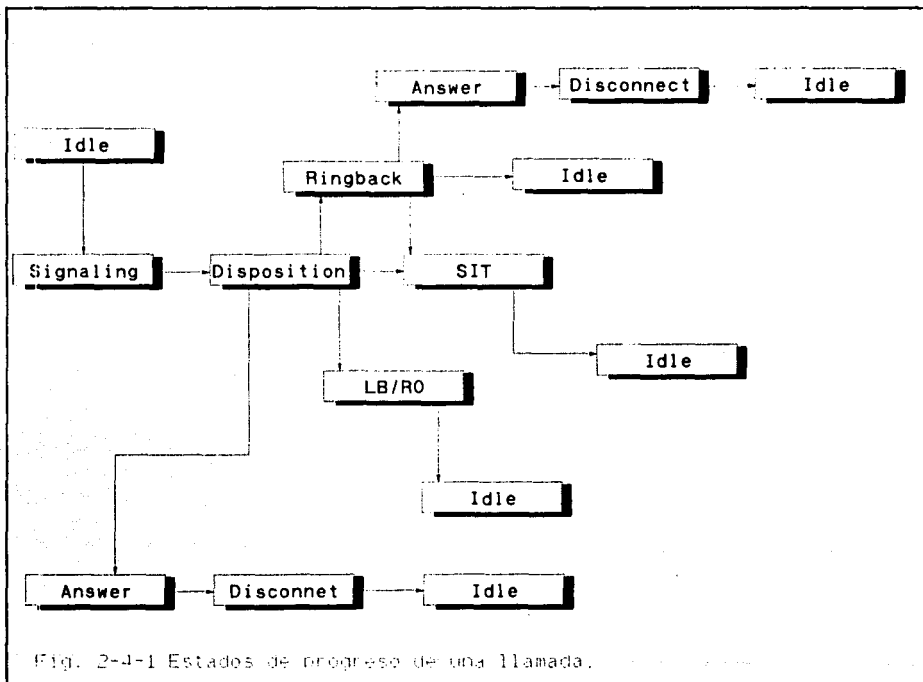 Answer
Disconnect
Idle
Idle
Ringback
Idle
Signaling
Disposition
SIT
Idle
LB/RO
Idle
Answer
Disconnet
Idle
Fig. 2-4-1 Estados de progreso de una llamada.